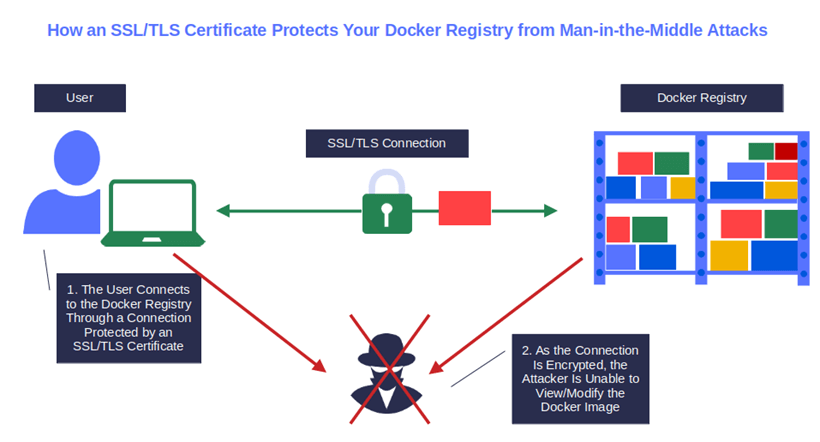 How an SSL/TLS Certificate Protects Your Docker Registry from Man-in-the-Middle Attacks
User
Docker Registry
SSL/TLS Connection
1. The User Connects
to the Docker Registry
Through a Connection
Protected by an
SSL/TLS Certificate
2. As the Connection
Is Encrypted, the
Attacker Is Unable to
View/Modify the
Docker Image